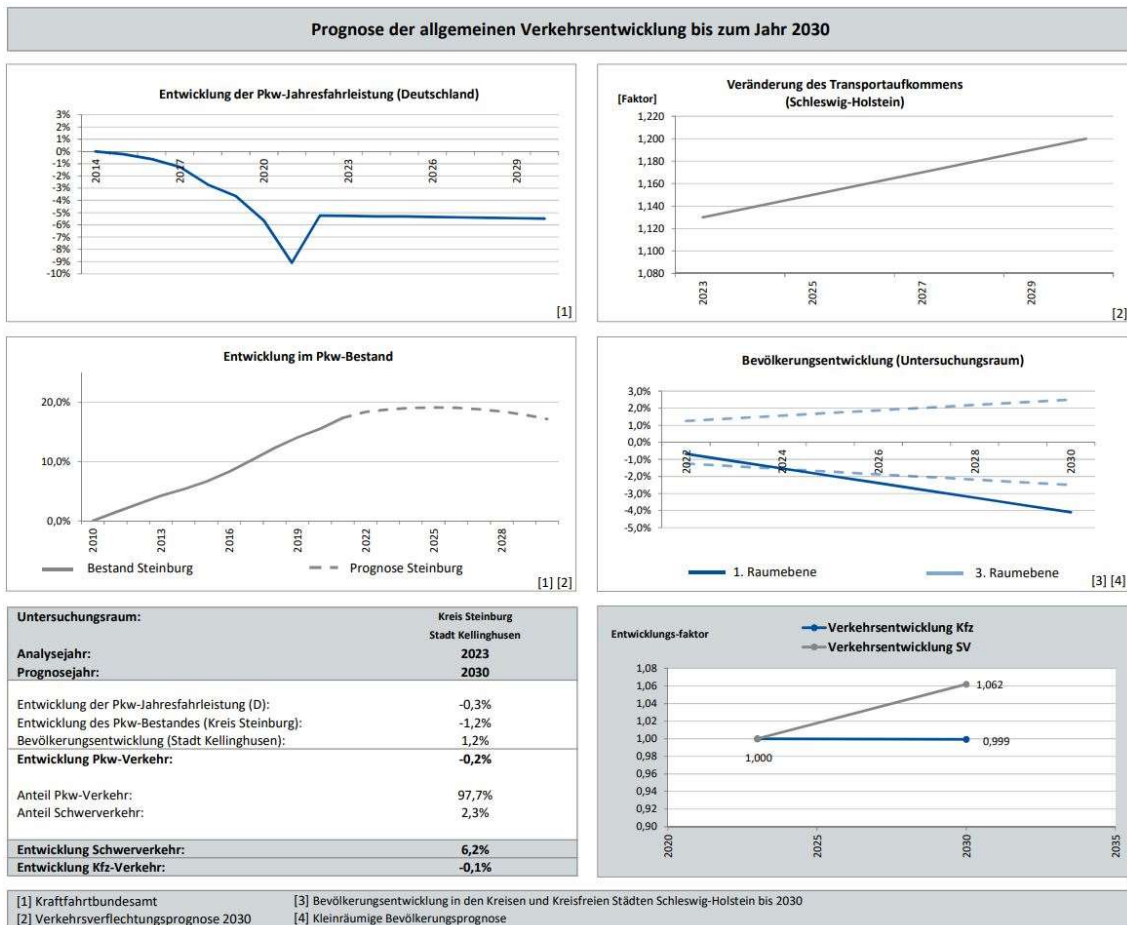 Prognose der allgemeinen Verkehrsentwicklung bis zum Jahr 2030
Entwicklung der Pkw-Jahresfahrleistung (Deutschland)
3%
2%
1%
0%
-1%
-2%
-3%
-4%
-5%
-6%
-7%
-8%
-9%
-10%
2014
2017
2020
2023
2026
2029
[1]
Veränderung des Transportaufkommens
(Schleswig-Holstein)
[Faktor]
1,220
1,200
1,180
1,160
1,140
1,120
1,100
1,080
2023
2025
2027
2029
[2]
Entwicklung im Pkw-Bestand
20,0%
10,0%
0,0%
2010
2013
2016
2019
2022
2025
2028
Bestand Steinburg
Prognose Steinburg
[1] [2]
Bevölkerungsentwicklung (Untersuchungsraum)
3,0%
2,0%
1,0%
0,0%
-1,0%
-2,0%
-3,0%
-4,0%
-5,0%
2022
2024
2026
2028
2030
1. Raumebene
3. Raumebene
[3] [4]
Untersuchungsraum: Kreis Steinburg
Stadt Kellinghusen
Analysejahr: 2023
Prognosejahr: 2030
Entwicklung der Pkw-Jahresfahrleistung (D): -0,3%
Entwicklung des Pkw-Bestandes (Kreis Steinburg): -1,2%
Bevölkerungsentwicklung (Stadt Kellinghusen): 1,2%
Entwicklung Pkw-Verkehr: -0,2%
Anteil Pkw-Verkehr: 97,7%
Anteil Schwerverkehr: 2,3%
Entwicklung Schwerverkehr: 6,2%
Entwicklung Kfz-Verkehr: -0,1%
Entwicklungs-faktor
Verkehrsentwicklung Kfz
Verkehrsentwicklung SV
1,08
1,06
1,04
1,02
1,00
0,98
0,96
0,94
0,92
0,90
1,062
0,999
1,000
2020
2025
2030
2035
[1] Kraftfahrtbundesamt
[3] Bevölkerungsentwicklung in den Kreisen und Kreisfreien Städten Schleswig-Holstein bis 2030
[2] Verkehrsverflechtungsprognose 2030
[4] Kleinräumige Bevölkerungsprognose